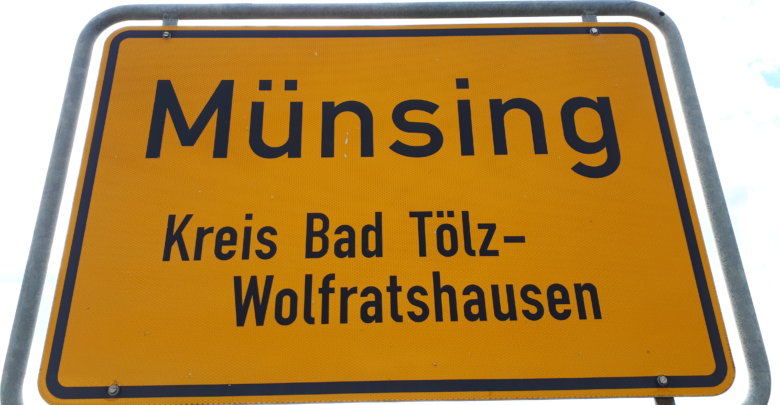 Münsing
Kreis Bad Tölz-
Wolfratshausen